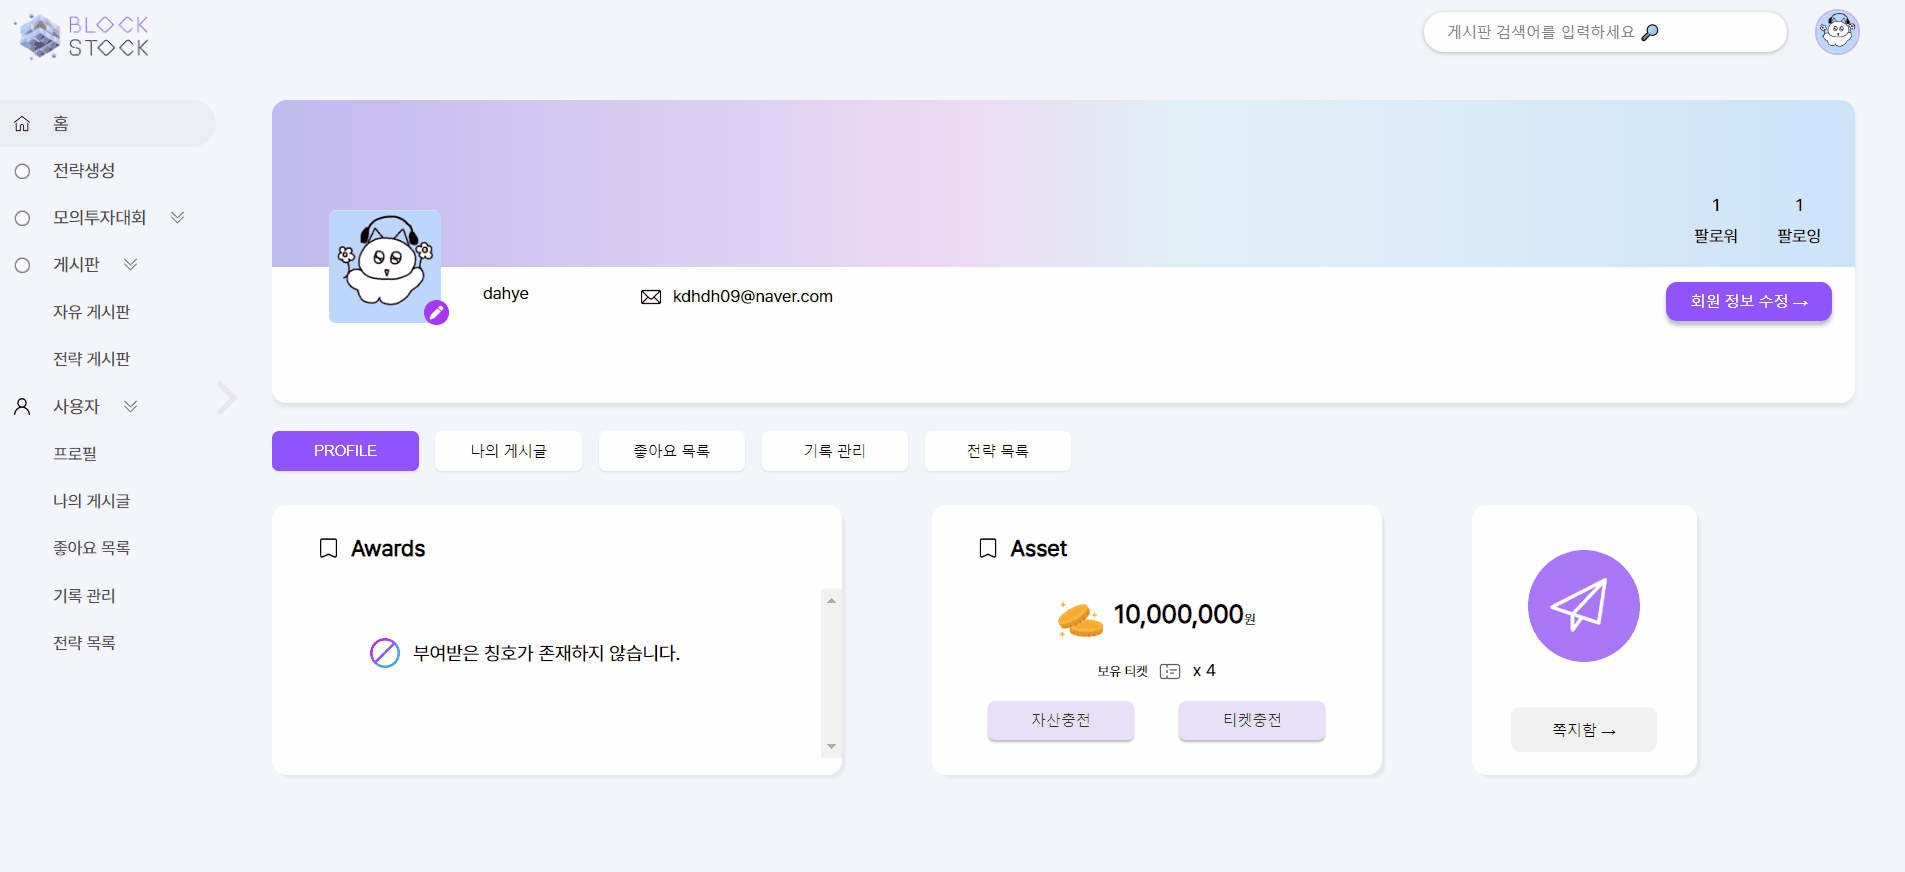 BLOCK
STOCK
게시판 검색어를 입력하세요
홈
전략생성
모의투자대회
게시판
자유 게시판
전략 게시판
사용자
프로필
나의 게시글
좋아요 목록
기록 관리
전략 목록
1
팔로워
1
팔로잉
dahye
kdhdh09@naver.com
회원 정보 수정 →
PROFILE
나의 게시글
좋아요 목록
기록 관리
전략 목록
Awards
부여받은 칭호가 존재하지 않습니다.
Asset
10,000,000원
보유 티켓 x 4
자산충전
티켓충전
쪽지함 →